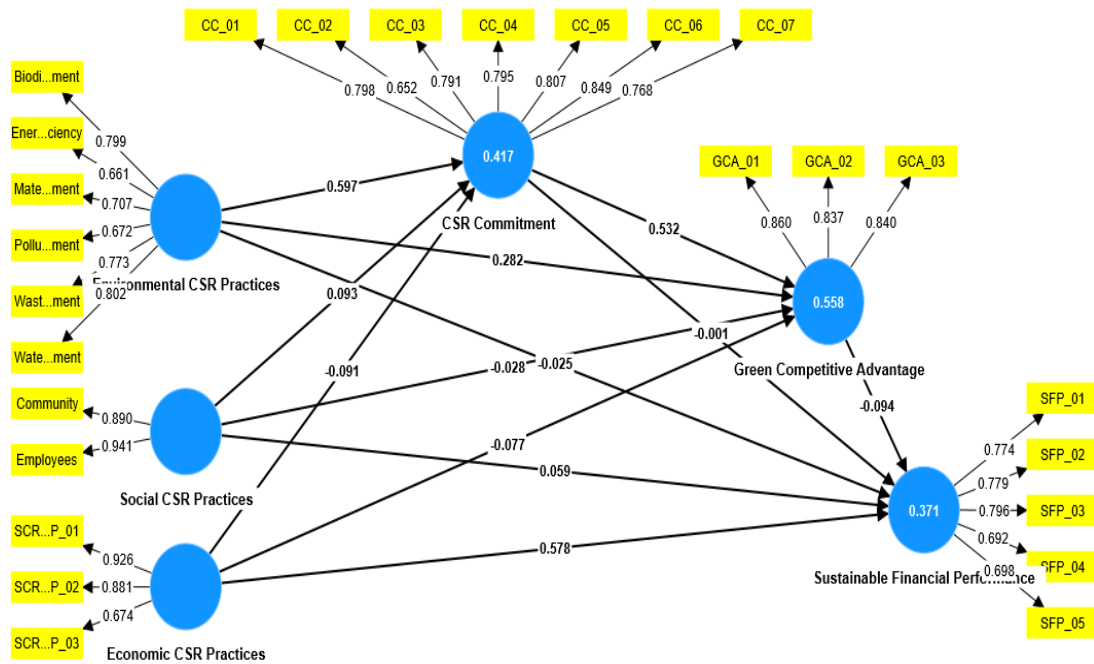 CC_01
CC_02
CC_03
CC_04
CC_05
CC_06
CC_07
0.798
0.652
0.791
0.795
0.807
0.849
0.768
Biodi...ment
Ener...ciency
Mate...ment
Pollu...ment
Wast...ment
Wate...ment
0.799
0.661
0.707
0.672
0.773
0.802
Environmental CSR Practices
0.417
CSR Commitment
0.597
0.282
0.093
-0.091
0.532
-0.001
-0.028
-0.025
-0.077
GCA_01
GCA_02
GCA_03
0.860
0.837
0.840
0.558
Green Competitive Advantage
-0.094
Community
Employees
0.890
0.941
Social CSR Practices
0.059
SCR...P_01
SCR...P_02
SCR...P_03
0.926
0.881
0.674
Economic CSR Practices
0.578
0.371
Sustainable Financial Performance
SFP_01
SFP_02
SFP_03
SFP_04
SFP_05
0.774
0.779
0.796
0.692
0.698